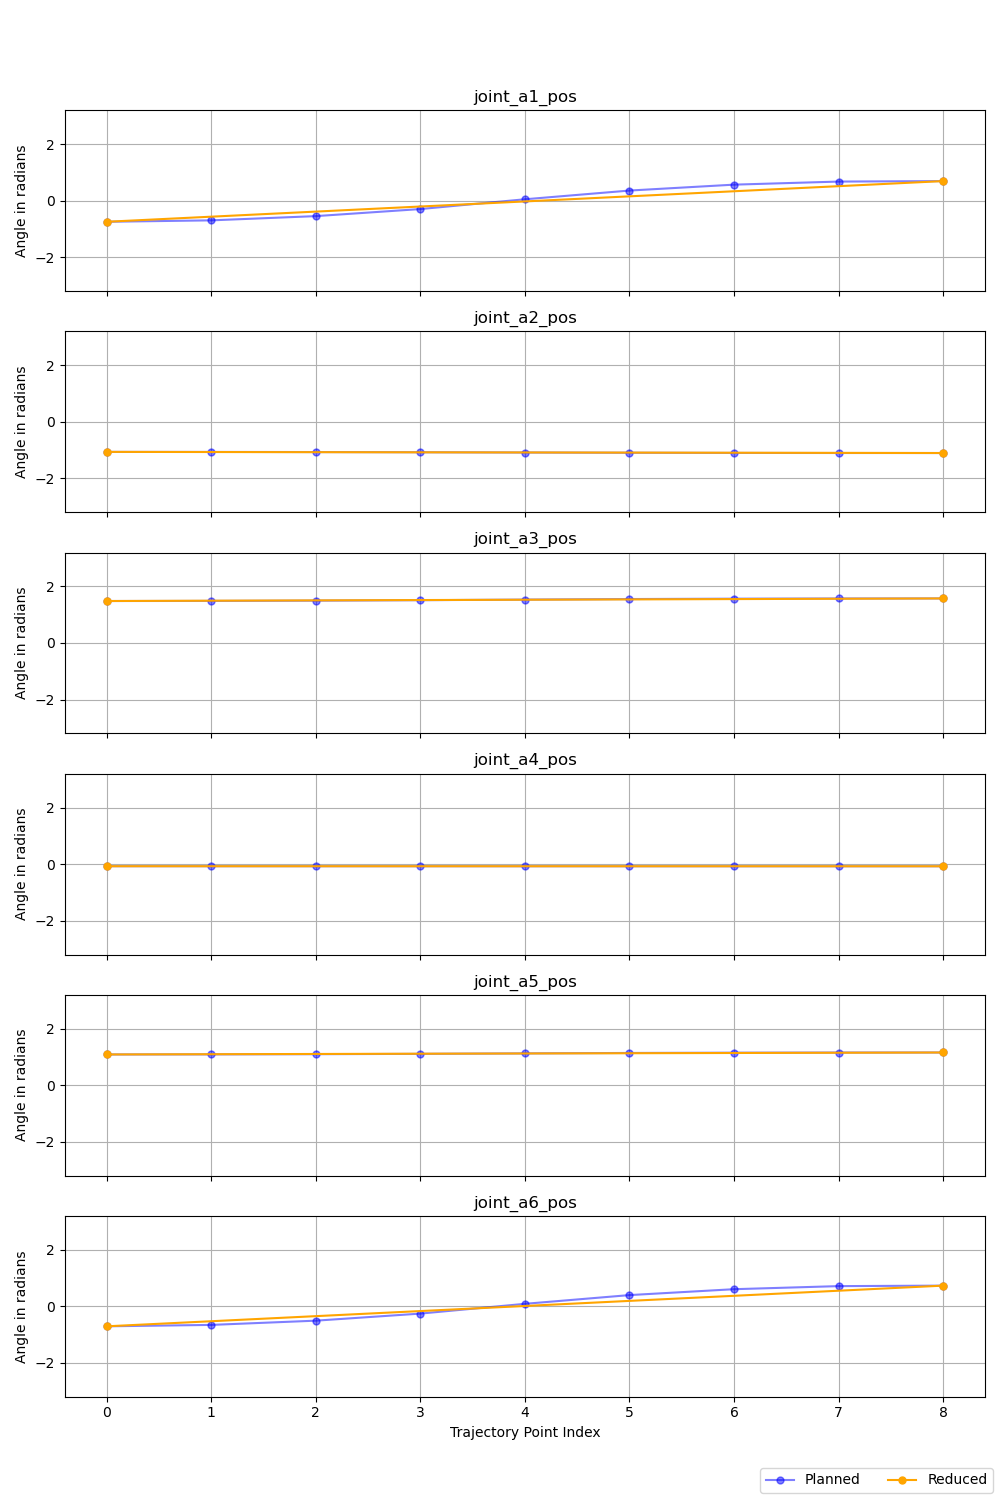 joint_a1_pos
Angle in radians
2
0
−2
joint_a2_pos
Angle in radians
2
0
−2
joint_a3_pos
Angle in radians
2
0
−2
joint_a4_pos
Angle in radians
2
0
−2
joint_a5_pos
Angle in radians
2
0
−2
joint_a6_pos
Angle in radians
2
0
−2
0 1 2 3 4 5 6 7 8
Trajectory Point Index
Planned Reduced